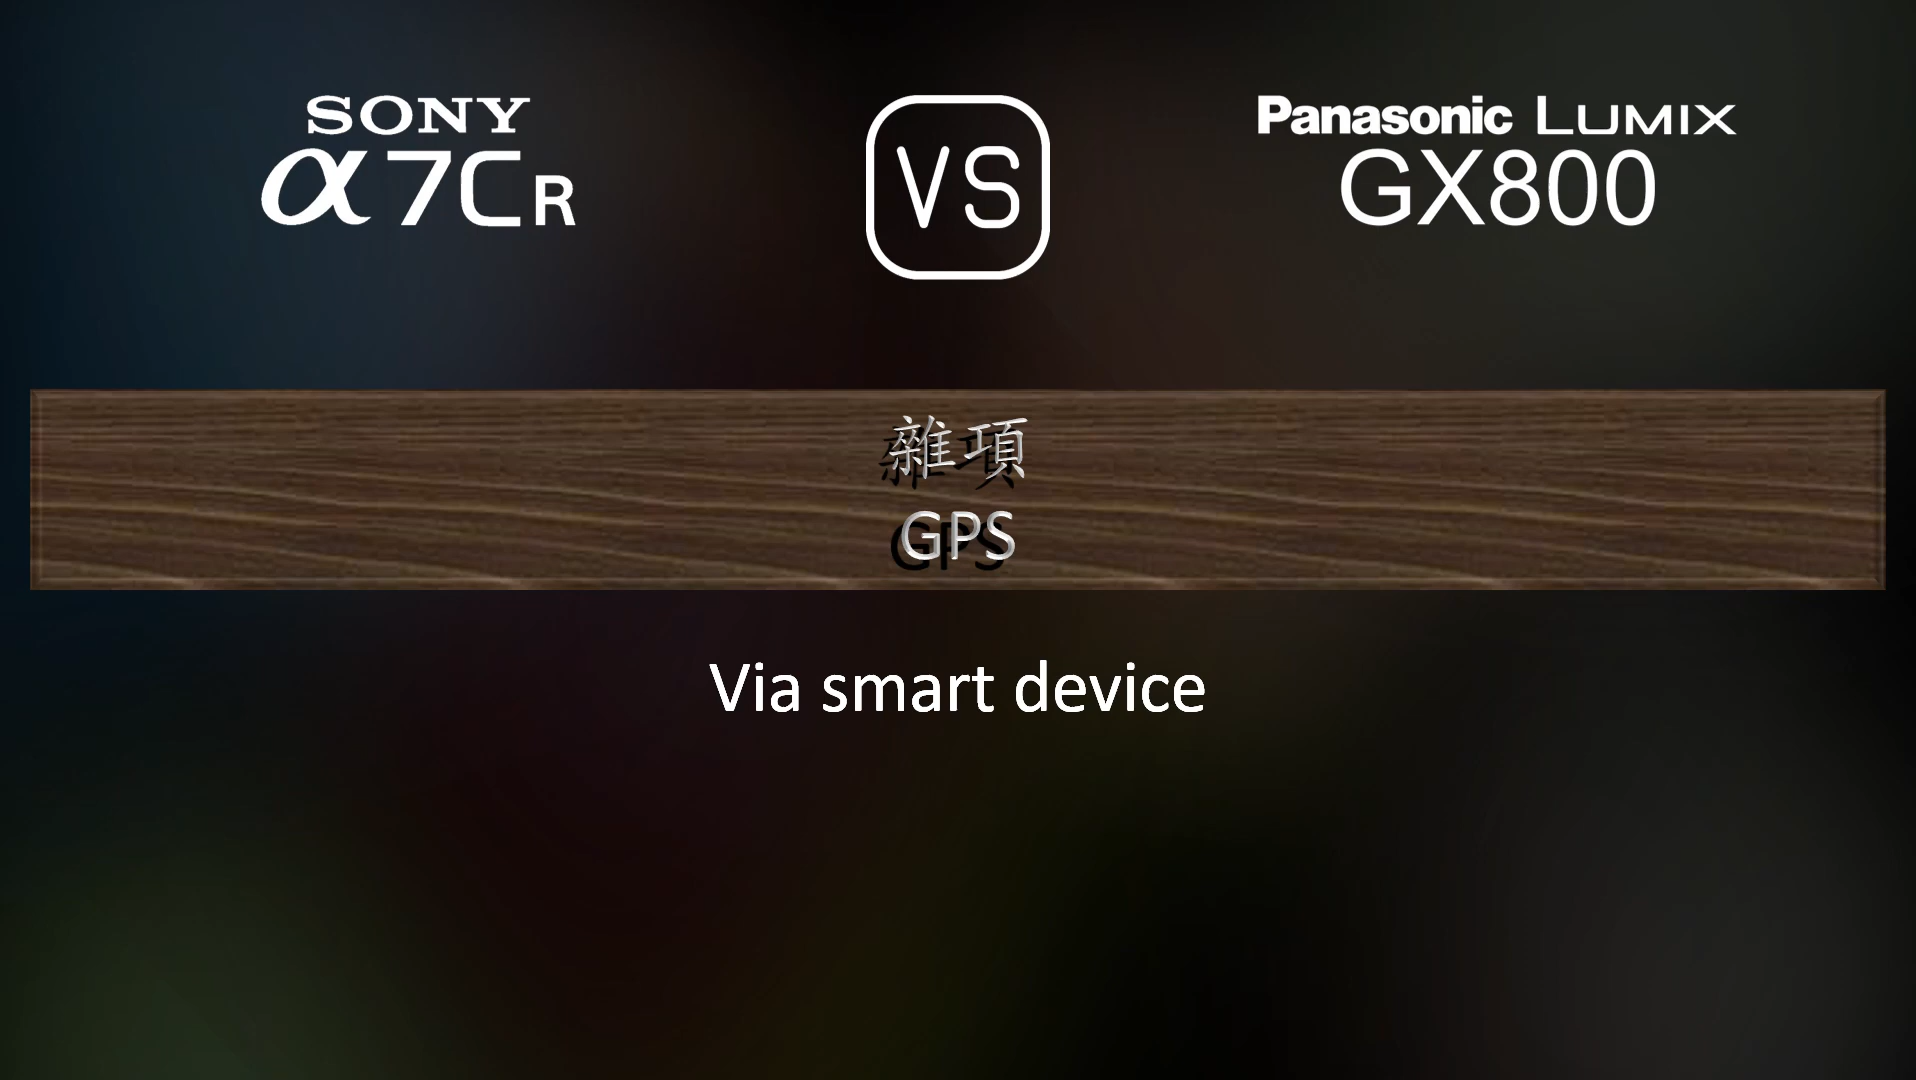 SONY
α7CR
VS
Panasonic LUMIX
GX800
雜項
GPS
Via smart device